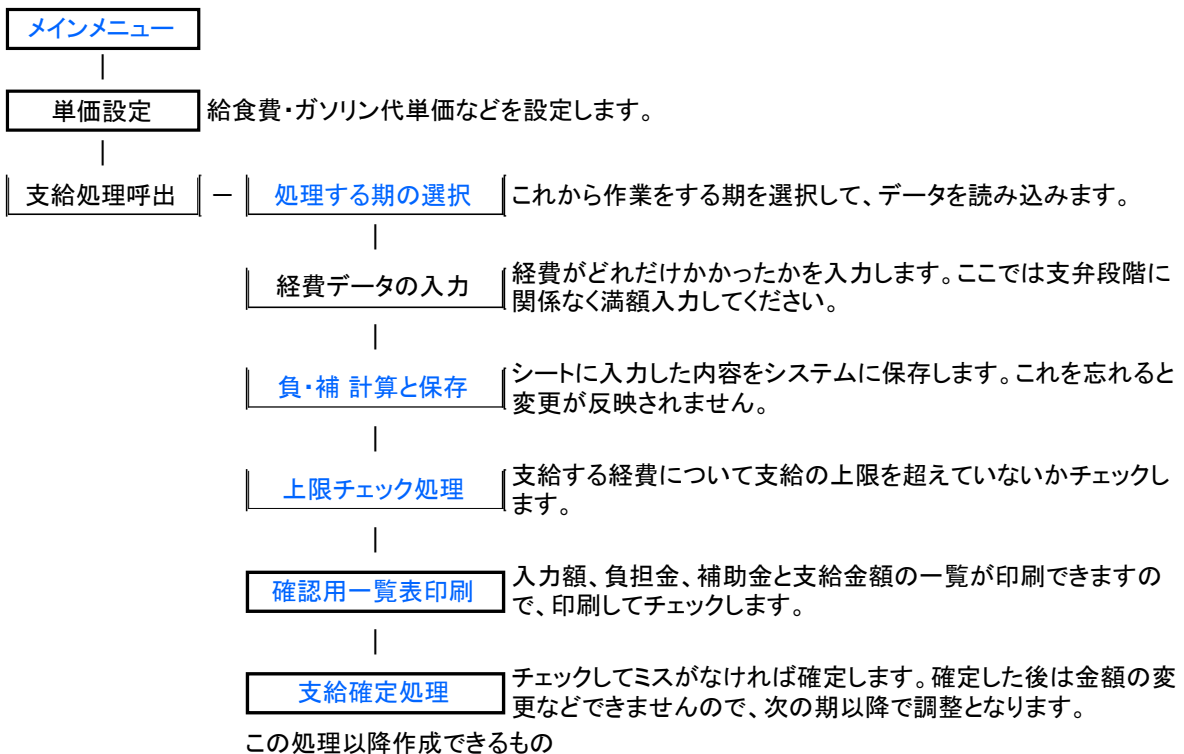 メインメニュー
|
単価設定 給食費・ガソリン代単価などを設定します。
|
支給処理呼出 － 処理する期の選択 これから作業をする期を選択して、データを読み込みます。
|
経費データの入力 経費がどれだけかかったかを入力します。ここでは支弁段階に
関係なく満額入力してください。
|
負・補 計算と保存 シートに入力した内容をシステムに保存します。これを忘れると
変更が反映されません。
|
上限チェック処理 支給する経費について支給の上限を超えていないかチェックし
ます。
|
確認用一覧表印刷 入力額、負担金、補助金と支給金額の一覧が印刷できますの
で、印刷してチェックします。
|
支給確定処理 チェックしてミスがなければ確定します。確定した後は金額の変
更などできませんので、次の期以降で調整となります。
この処理以降作成できるもの